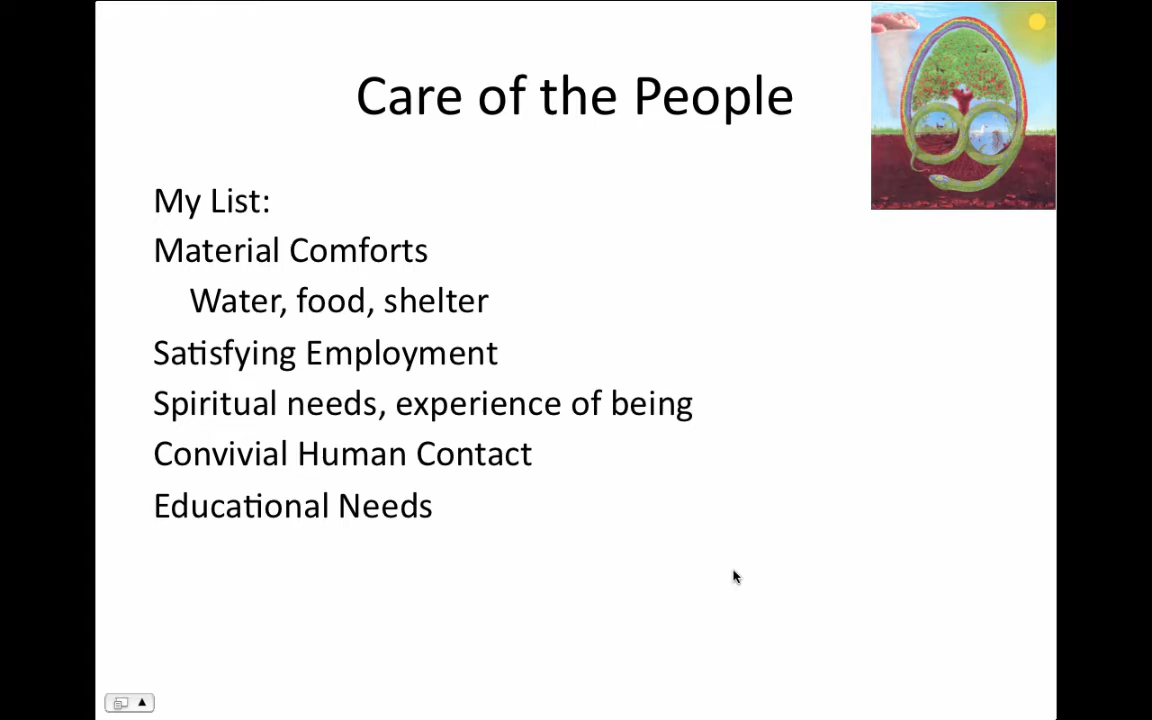 Care of the People
My List:
Material Comforts
Water, food, shelter
Satisfying Employment
Spiritual needs, experience of being
Convivial Human Contact
Educational Needs